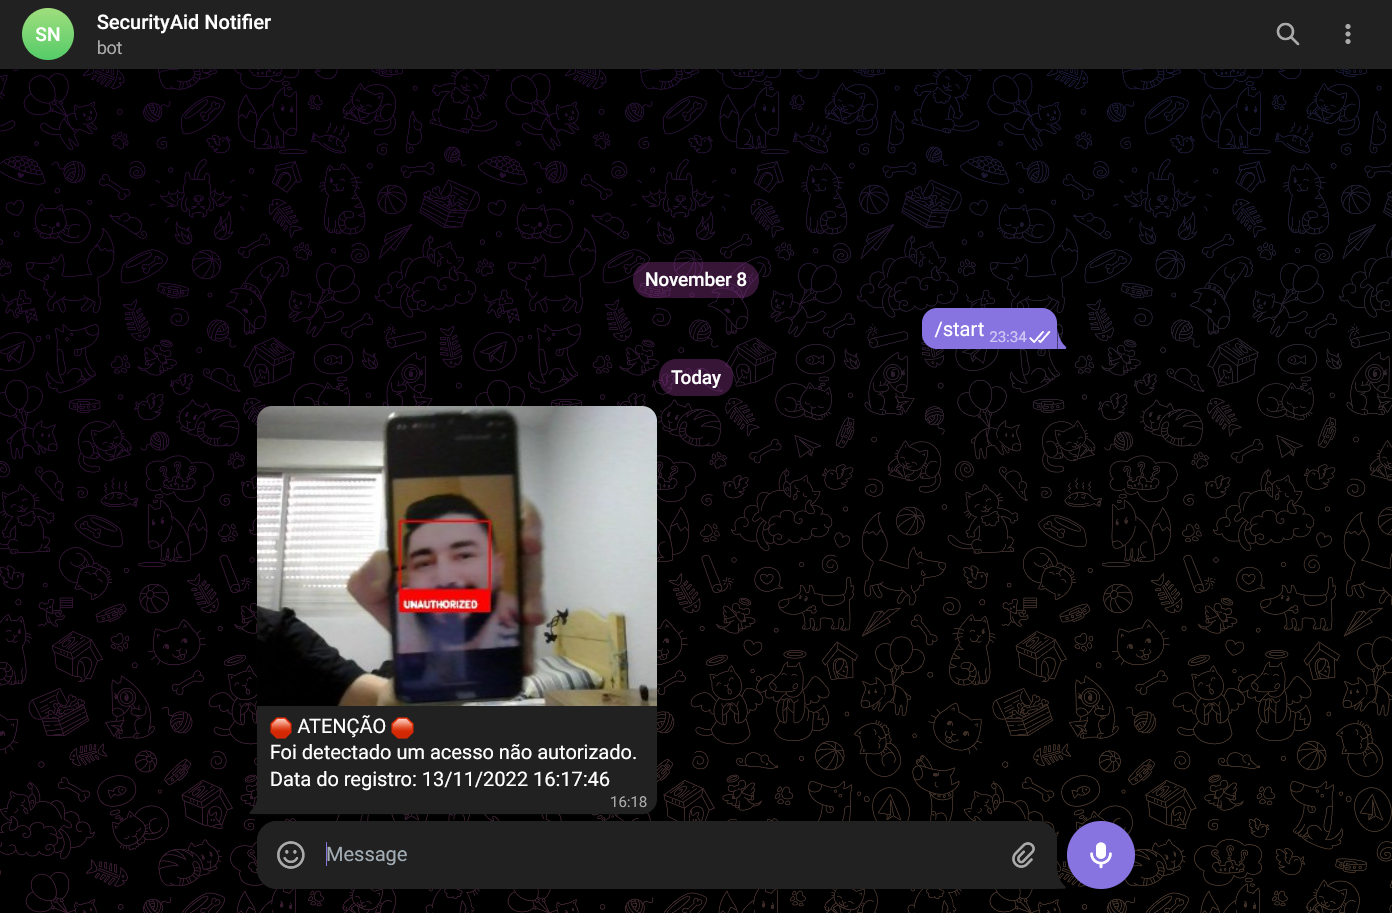 SN
SecurityAid Notifier
bot
November 8
/start 23:34
Today
UNAUTHORIZED
🛑 ATENÇÃO 🛑
Foi detectado um acesso não autorizado.
Data do registro: 13/11/2022 16:17:46
16:18
Message